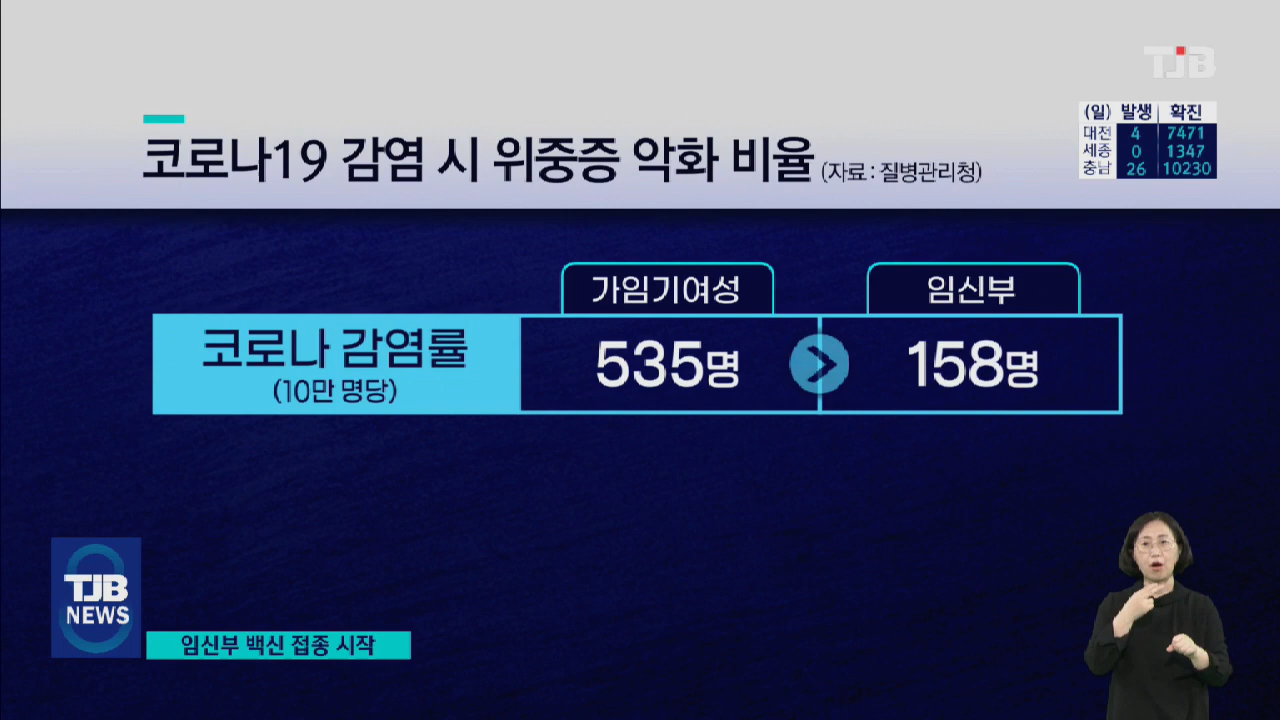 TJB
(일) 발생 확진
대전 4 7471
세종 0 1347
충남 26 10230
코로나19 감염 시 위중증 악화 비율 (자료 : 질병관리청)
가임기여성 임신부
코로나 감염률 535명 > 158명
(10만 명당)
8
TJB
NEWS
임신부 백신 접종 시작